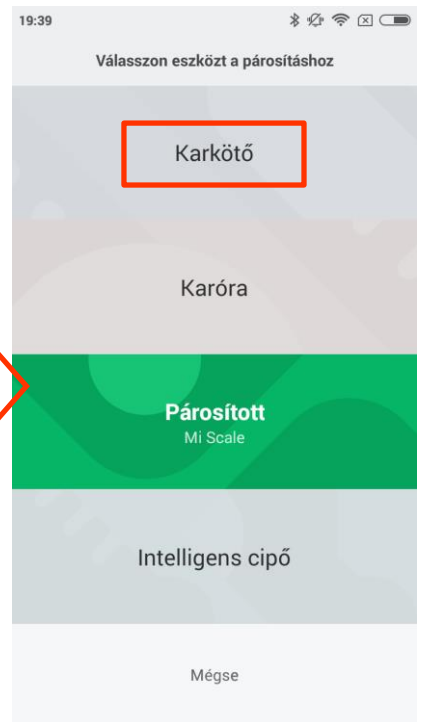 19:39
Válasszon eszközt a párosításhoz
Karkötő
Karóra
Párosított
Mi Scale
Intelligens cipő
Mégse